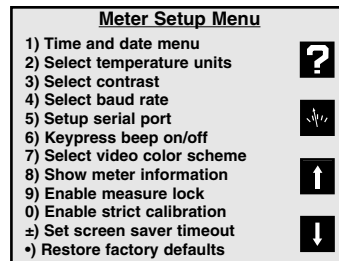 Meter Setup Menu
1) Time and date menu
2) Select temperature units
3) Select contrast
4) Select baud rate
5) Setup serial port
6) Keypress beep on/off
7) Select video color scheme
8) Show meter information
9) Enable measure lock
0) Enable strict calibration
±) Set screen saver timeout
•) Restore factory defaults
?